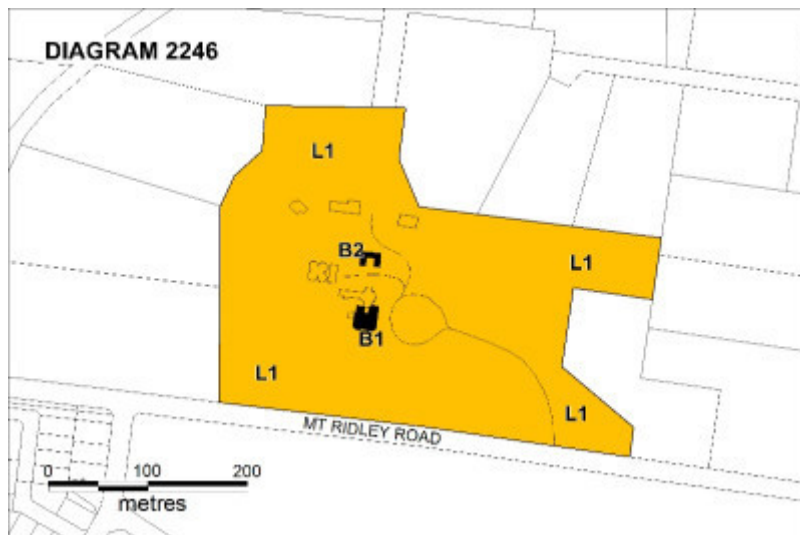 DIAGRAM 2246
L1
B2
L1
B1
L1
L1
MT RIDLEY ROAD
0 100 200
metres